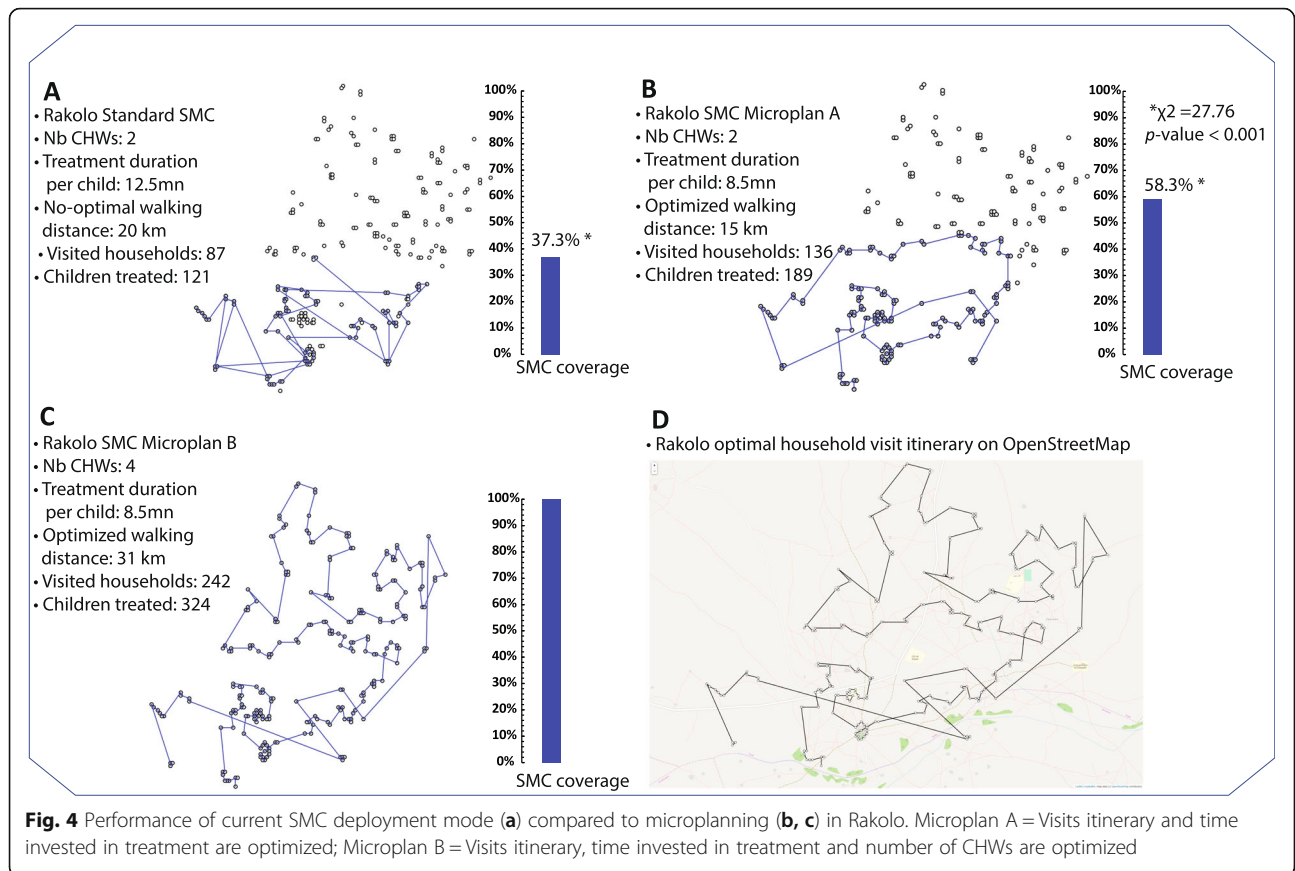 A
• Rakolo Standard SMC
• Nb CHWs: 2
• Treatment duration
per child: 12.5mn
• No-optimal walking
distance: 20 km
• Visited households: 87
• Children treated: 121
100%
90%
80%
70%
60%
50%
40%
30%
20%
10%
0%
37.3% *
SMC coverage
B
• Rakolo SMC Microplan A
• Nb CHWs: 2
• Treatment duration
per child: 8.5mn
• Optimized walking
distance: 15 km
• Visited households: 136
• Children treated: 189
100%
90%
80%
70%
60%
50%
40%
30%
20%
10%
0%
*χ2 =27.76
p-value < 0.001
58.3% *
SMC coverage
C
• Rakolo SMC Microplan B
• Nb CHWs: 4
• Treatment duration
per child: 8.5mn
• Optimized walking
distance: 31 km
• Visited households: 242
• Children treated: 324
100%
90%
80%
70%
60%
50%
40%
30%
20%
10%
0%
SMC coverage
D
• Rakolo optimal household visit itinerary on OpenStreetMap
Fig. 4 Performance of current SMC deployment mode (a) compared to microplanning (b, c) in Rakolo. Microplan A = Visits itinerary and time
invested in treatment are optimized; Microplan B = Visits itinerary, time invested in treatment and number of CHWs are optimized